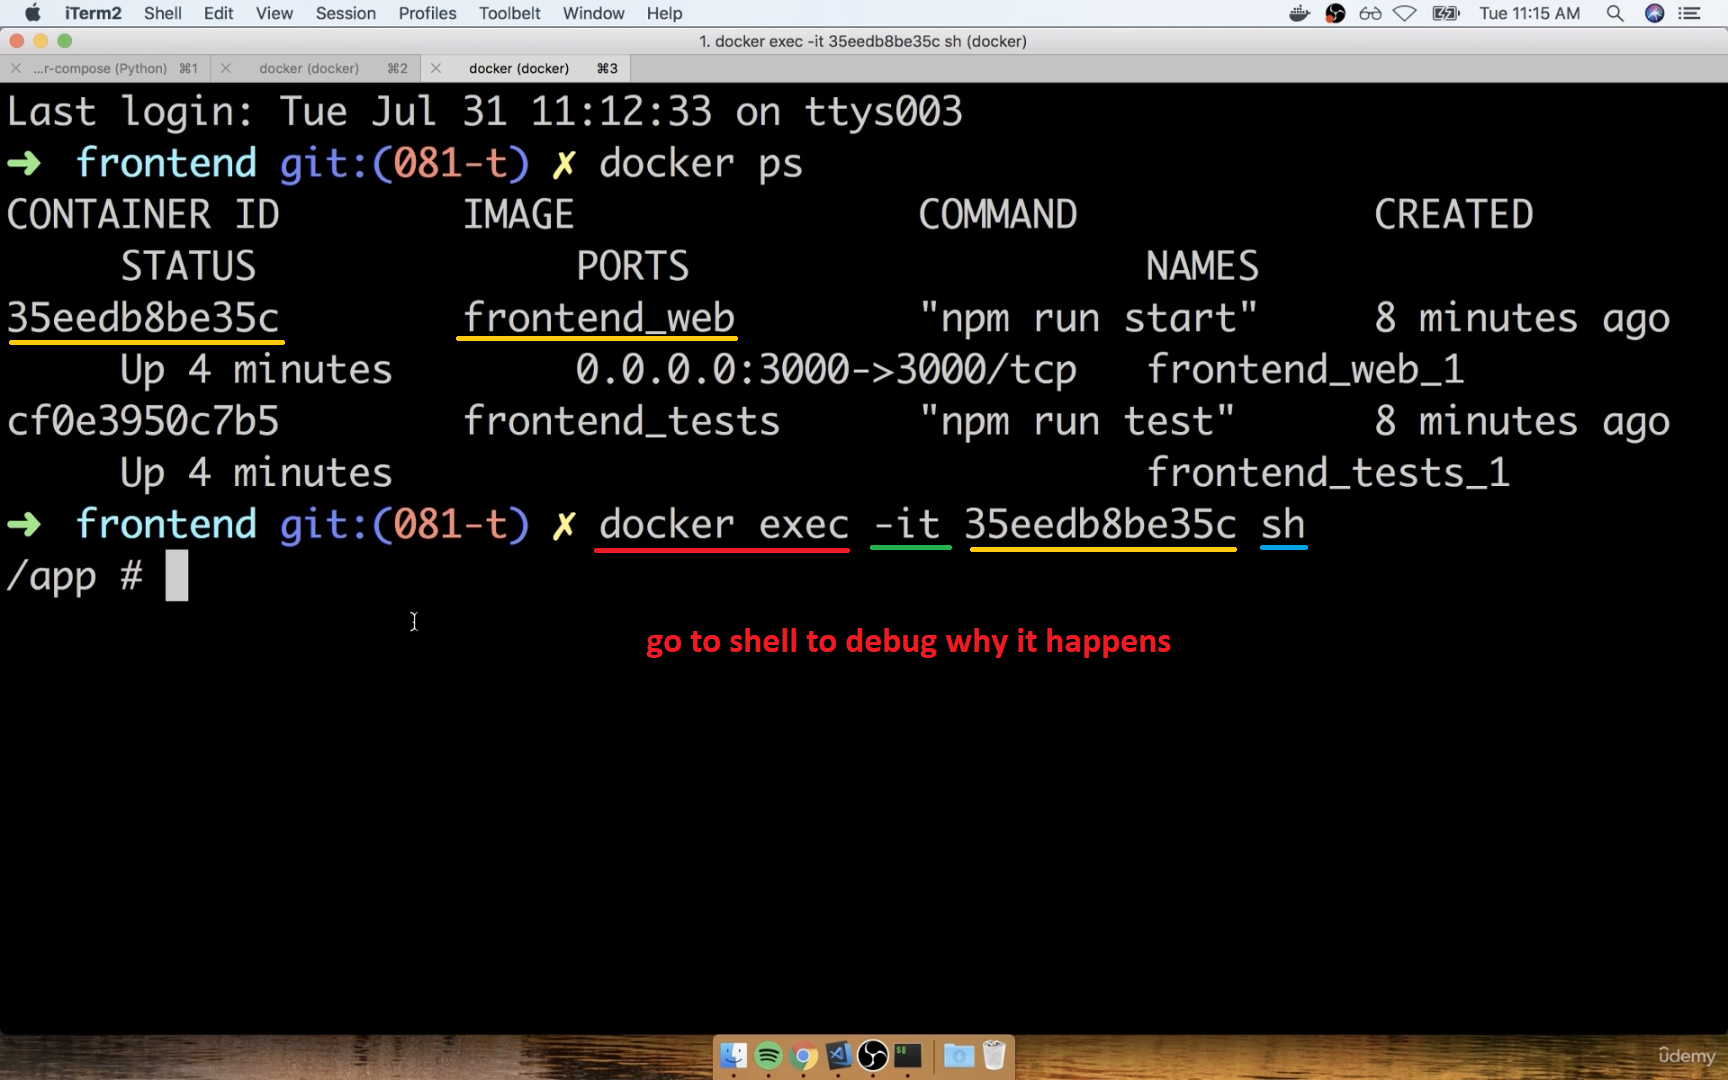 iTerm2 Shell Edit View Session Profiles Toolbelt Window Help Tue 11:15 AM
1. docker exec -it 35eedb8be35c sh (docker)
...r-compose (Python) ⌘1 docker (docker) ⌘2 docker (docker) ⌘3
Last login: Tue Jul 31 11:12:33 on ttys003
➜ frontend git:(081-t) ✗ docker ps
CONTAINER ID IMAGE COMMAND CREATED
STATUS PORTS NAMES
35eedb8be35c frontend_web "npm run start" 8 minutes ago
Up 4 minutes 0.0.0.0:3000->3000/tcp frontend_web_1
cf0e3950c7b5 frontend_tests "npm run test" 8 minutes ago
Up 4 minutes frontend_tests_1
➜ frontend git:(081-t) ✗ docker exec -it 35eedb8be35c sh
/app #
go to shell to debug why it happens
ûdemy